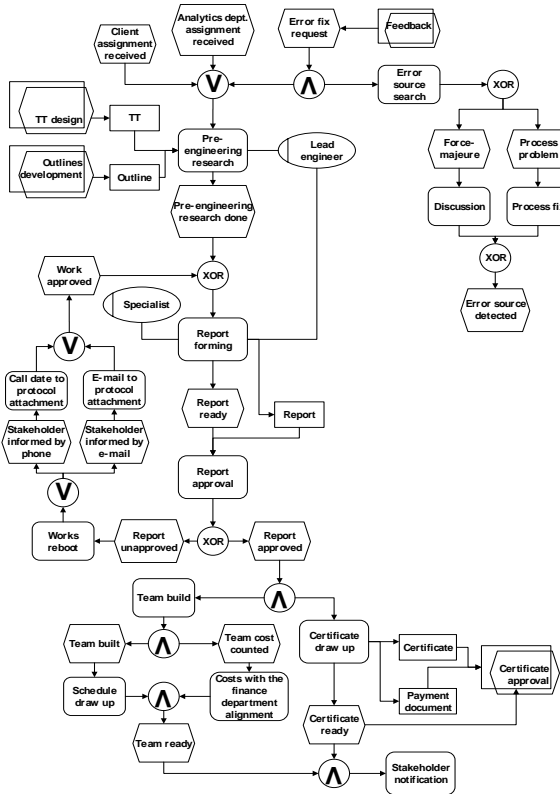 Analytics dept.
assignment
received
Client
assignment
received
Error fix
request
Feedback
V
Λ
Error
source
search
XOR
TT design
TT
Pre-
engineering
research
Lead
engineer
Force-
majeure
Process
problem
Outlines
development
Outline
Discussion
Process fix
Pre-engineering
research done
XOR
Work
approved
XOR
Error source
detected
Specialist
Report
forming
V
Call date to
protocol
attachment
E-mail to
protocol
attachment
Report
ready
Report
Stakeholder
informed by
phone
Stakeholder
informed by
e-mail
Report
approval
V
Works
reboot
Report
unapproved
XOR
Report
approved
Team build
Λ
Team built
Λ
Team cost
counted
Certificate
draw up
Certificate
Certificate
approval
Schedule
draw up
Λ
Costs with the
finance
department
alignment
Payment
document
Team ready
Certificate
ready
Λ
Stakeholder
notification